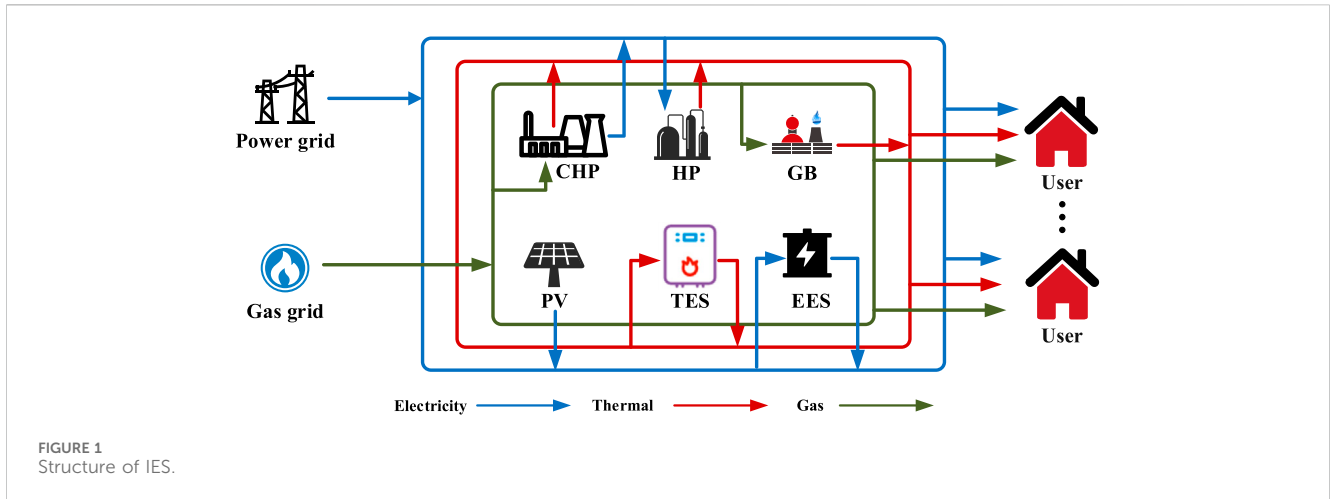 Power grid
CHP
HP
GB
User
Gas grid
PV
TES
EES
User
Electricity
Thermal
Gas
FIGURE 1
Structure of IES.